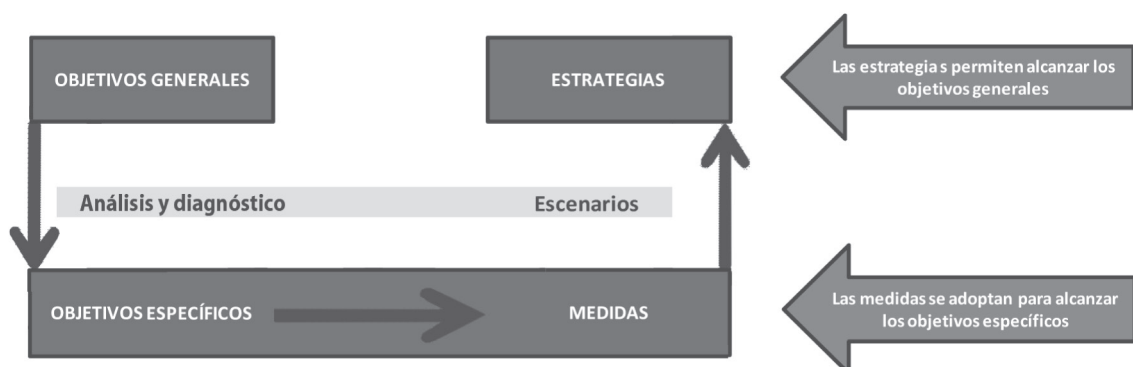 OBJETIVOS GENERALES
ESTRATEGIAS
Las estrategia s permiten alcanzar los
objetivos generales
Análisis y diagnóstico
Escenarios
OBJETIVOS ESPECÍFICOS
MEDIDAS
Las medidas se adoptan para alcanzar
los objetivos específicos